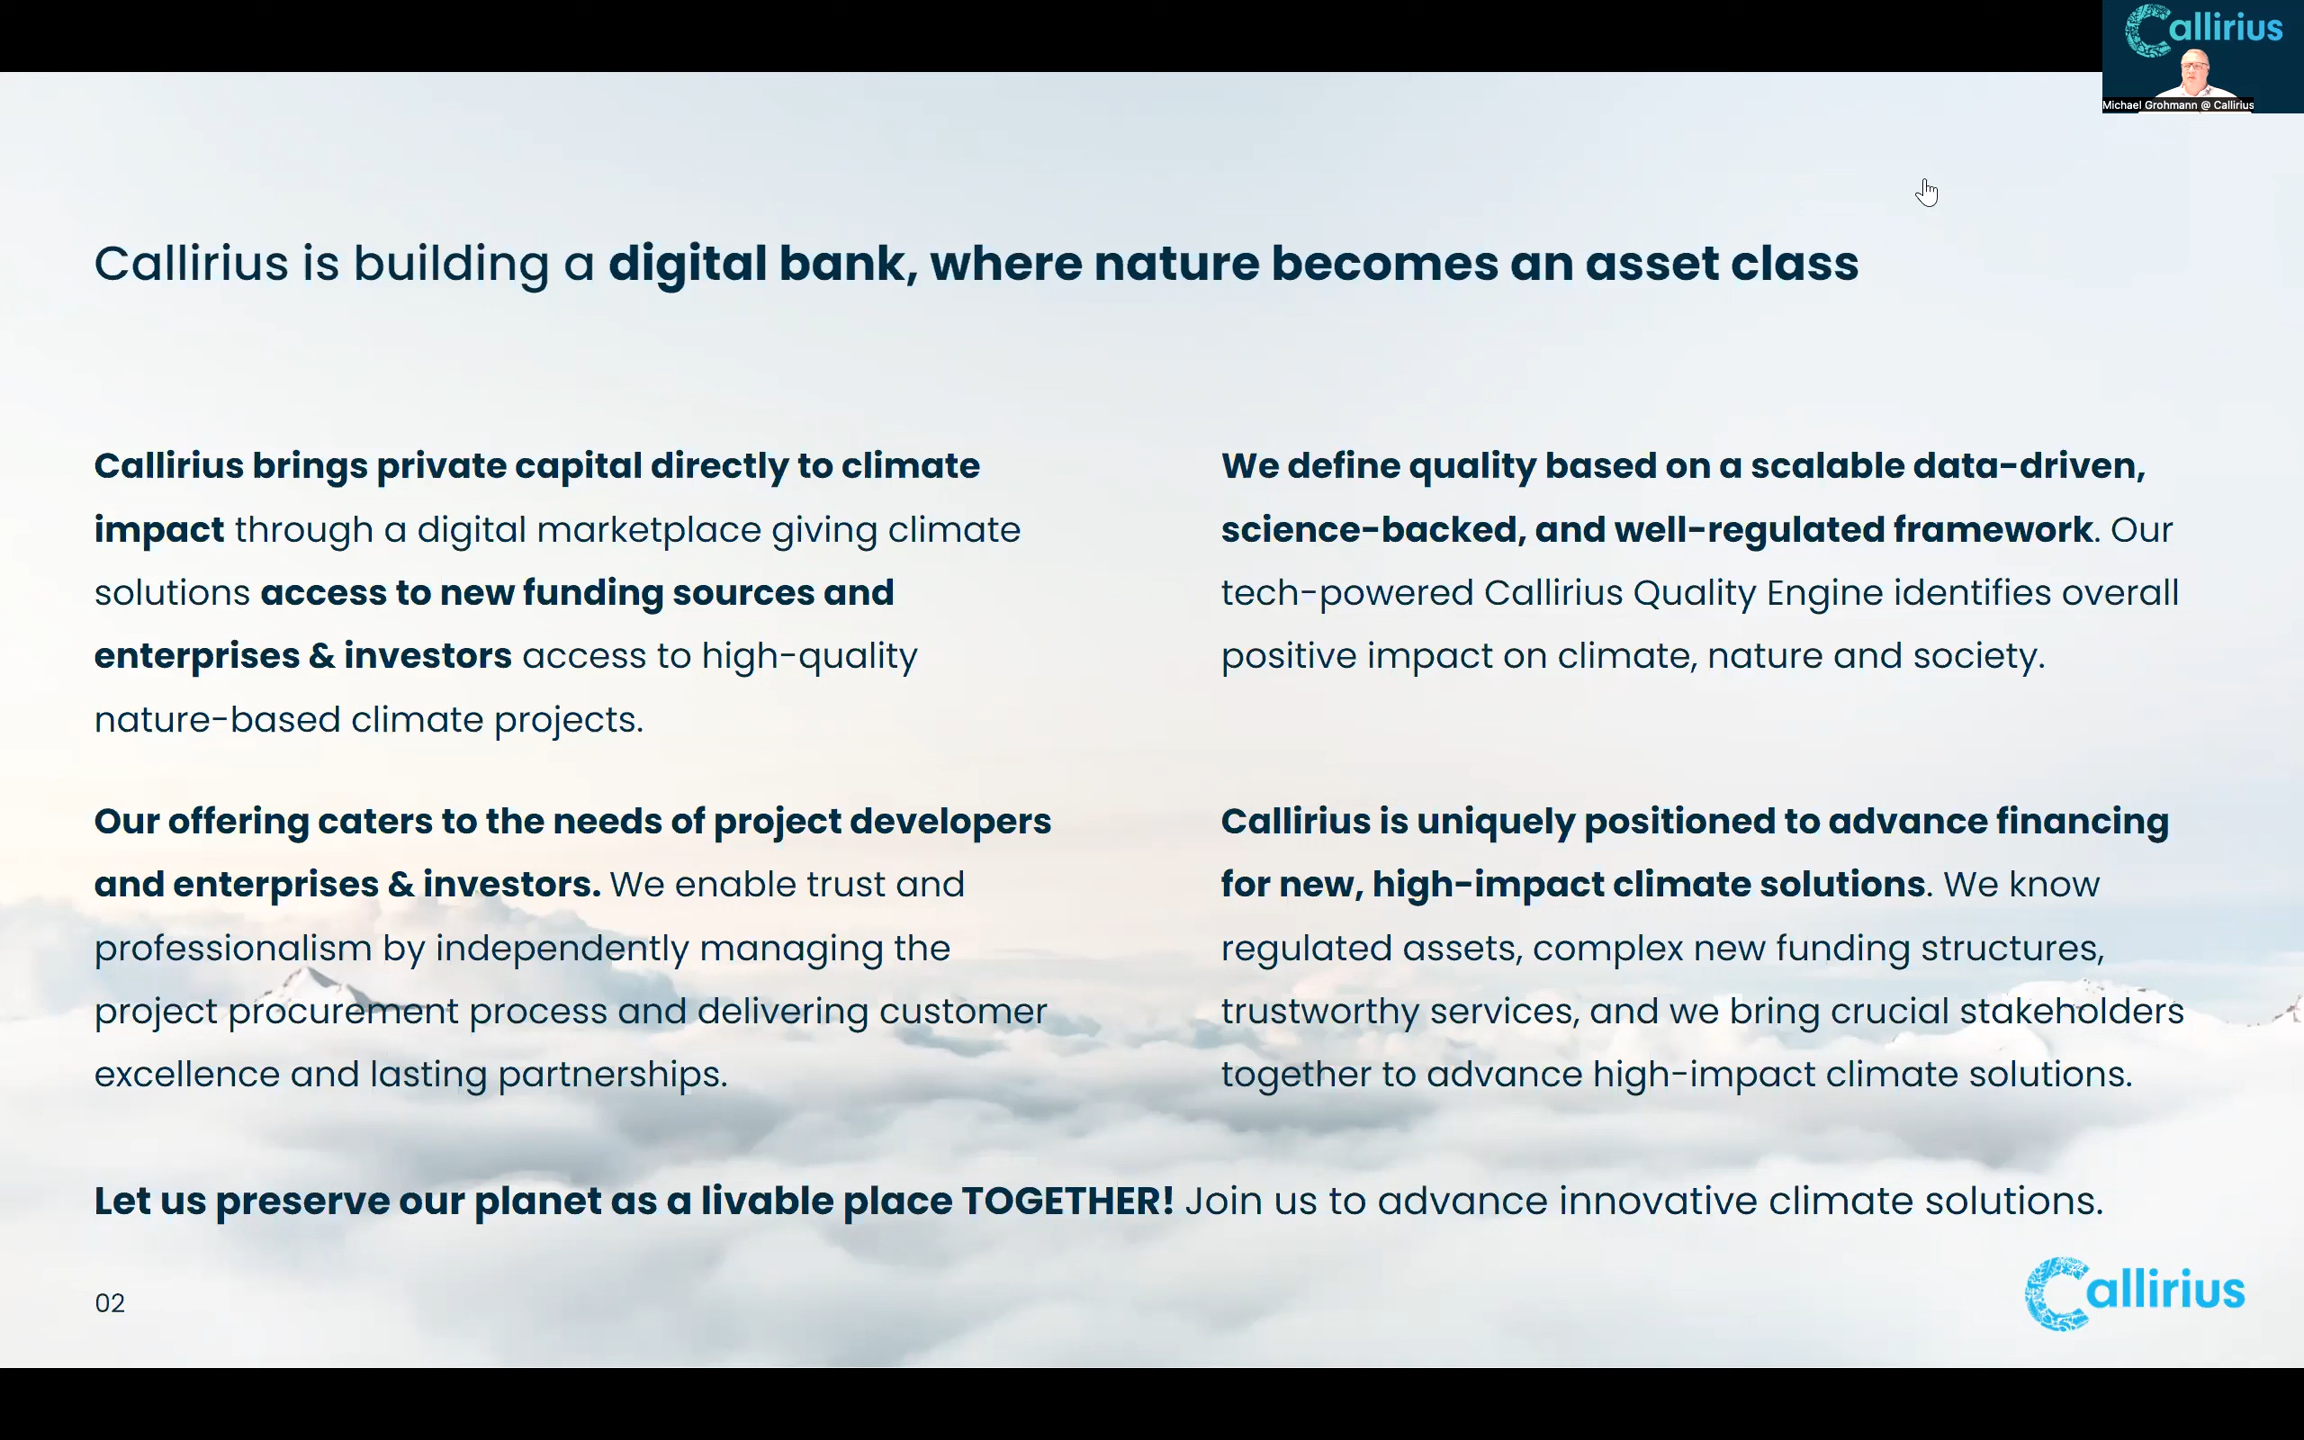 Callirius
Michael Grohmann @ Callirius
Callirius is building a digital bank, where nature becomes an asset class
Callirius brings private capital directly to climate
impact through a digital marketplace giving climate
solutions access to new funding sources and
enterprises & investors access to high-quality
nature-based climate projects.
We define quality based on a scalable data-driven,
science-backed, and well-regulated framework. Our
tech-powered Callirius Quality Engine identifies overall
positive impact on climate, nature and society.
Our offering caters to the needs of project developers
and enterprises & investors. We enable trust and
professionalism by independently managing the
project procurement process and delivering customer
excellence and lasting partnerships.
Callirius is uniquely positioned to advance financing
for new, high-impact climate solutions. We know
regulated assets, complex new funding structures,
trustworthy services, and we bring crucial stakeholders
together to advance high-impact climate solutions.
Let us preserve our planet as a livable place TOGETHER! Join us to advance innovative climate solutions.
02
Callirius